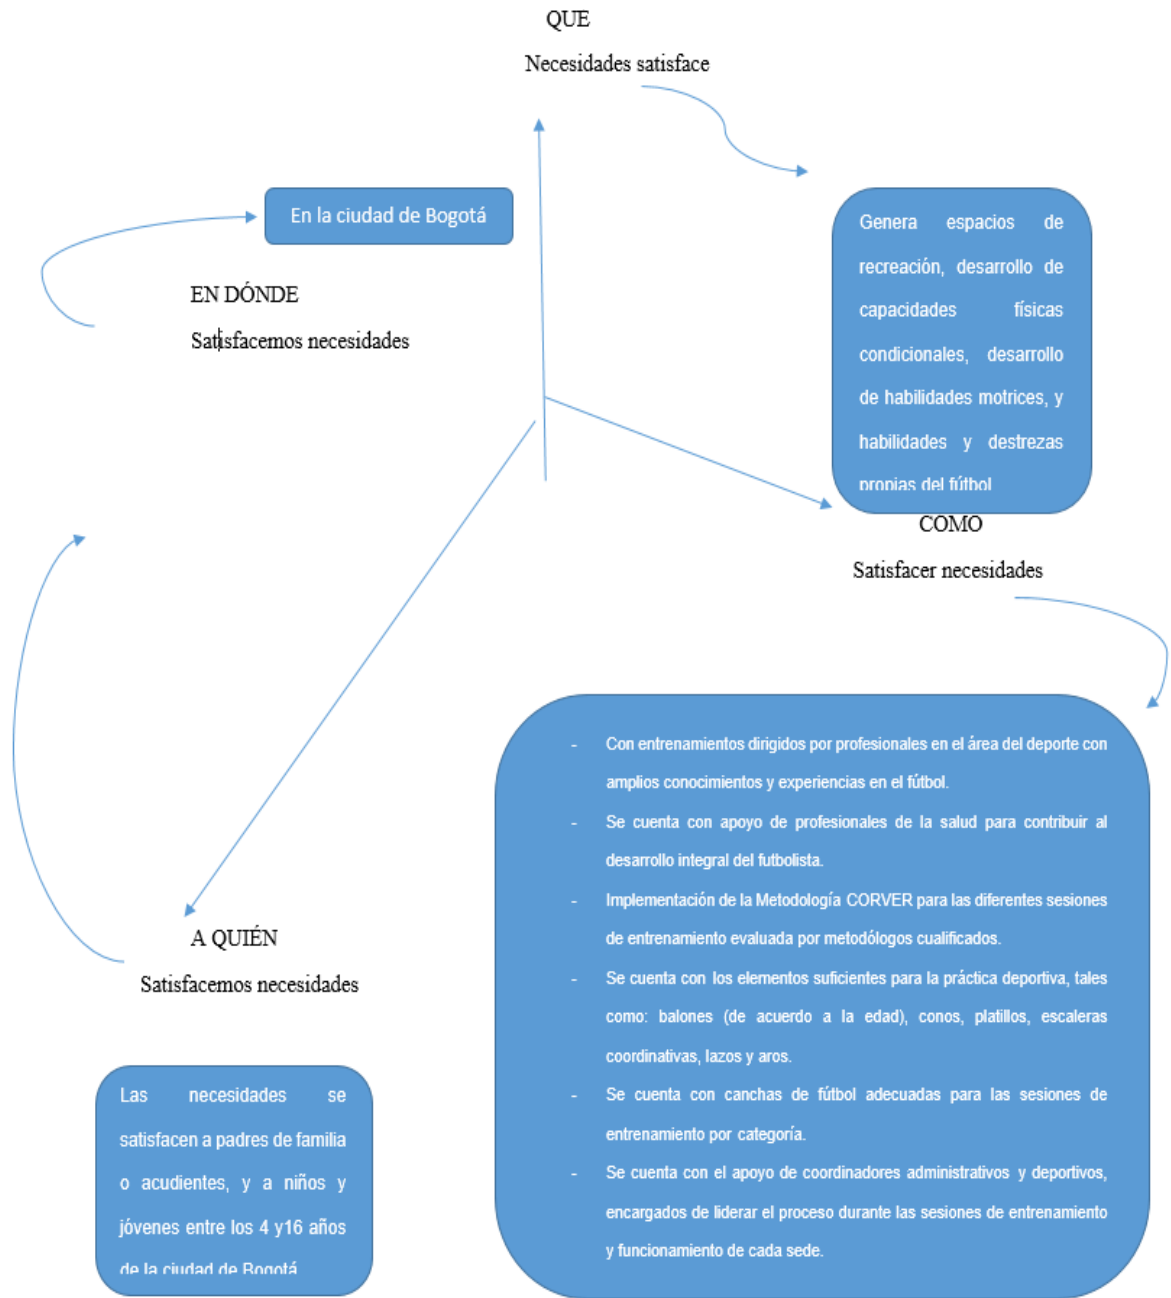 QUE
Necesidades satisface
En la ciudad de Bogotá
EN DÓNDE
Satisfacemos necesidades
Genera espacios de
recreación, desarrollo de
capacidades físicas
condicionales, desarrollo
de habilidades motrices, y
habilidades y destrezas
propias del fútbol
COMO
Satisfacer necesidades
- Con entrenamientos dirigidos por profesionales en el área del deporte con
amplios conocimientos y experiencias en el fútbol.
- Se cuenta con apoyo de profesionales de la salud para contribuir al
desarrollo integral del futbolista.
- Implementación de la Metodología CORVER para las diferentes sesiones
de entrenamiento evaluada por metodólogos cualificados.
- Se cuenta con los elementos suficientes para la práctica deportiva, tales
como: balones (de acuerdo a la edad), conos, platillos, escaleras
coordinativas, lazos y aros.
- Se cuenta con canchas de fútbol adecuadas para las sesiones de
entrenamiento por categoría.
- Se cuenta con el apoyo de coordinadores administrativos y deportivos,
encargados de liderar el proceso durante las sesiones de entrenamiento
y funcionamiento de cada sede.
A QUIÉN
Satisfacemos necesidades
Las necesidades se
satisfacen a padres de familia
o acudientes, y a niños y
jóvenes entre los 4 y16 años
de la ciudad de Bogotá